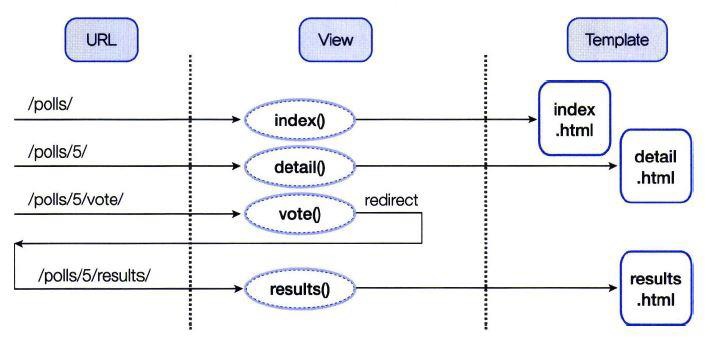 URL
View
Template
/polls/
index()
index
.html
/polls/5/
detail()
detail
.html
/polls/5/vote/
vote()
redirect
/polls/5/results/
results()
results
.html